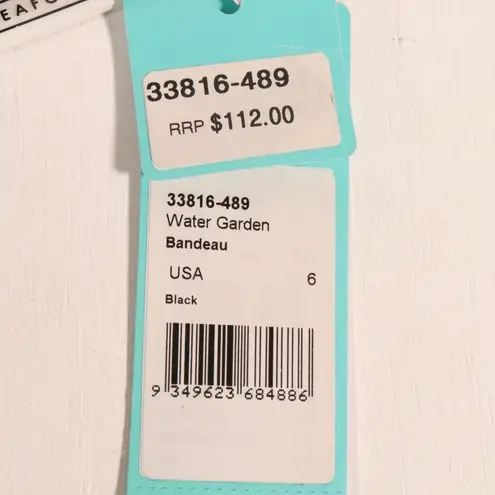 33816-489
RRP $112.00
33816-489
Water Garden
Bandeau
USA 6
Black
9 349623 684886